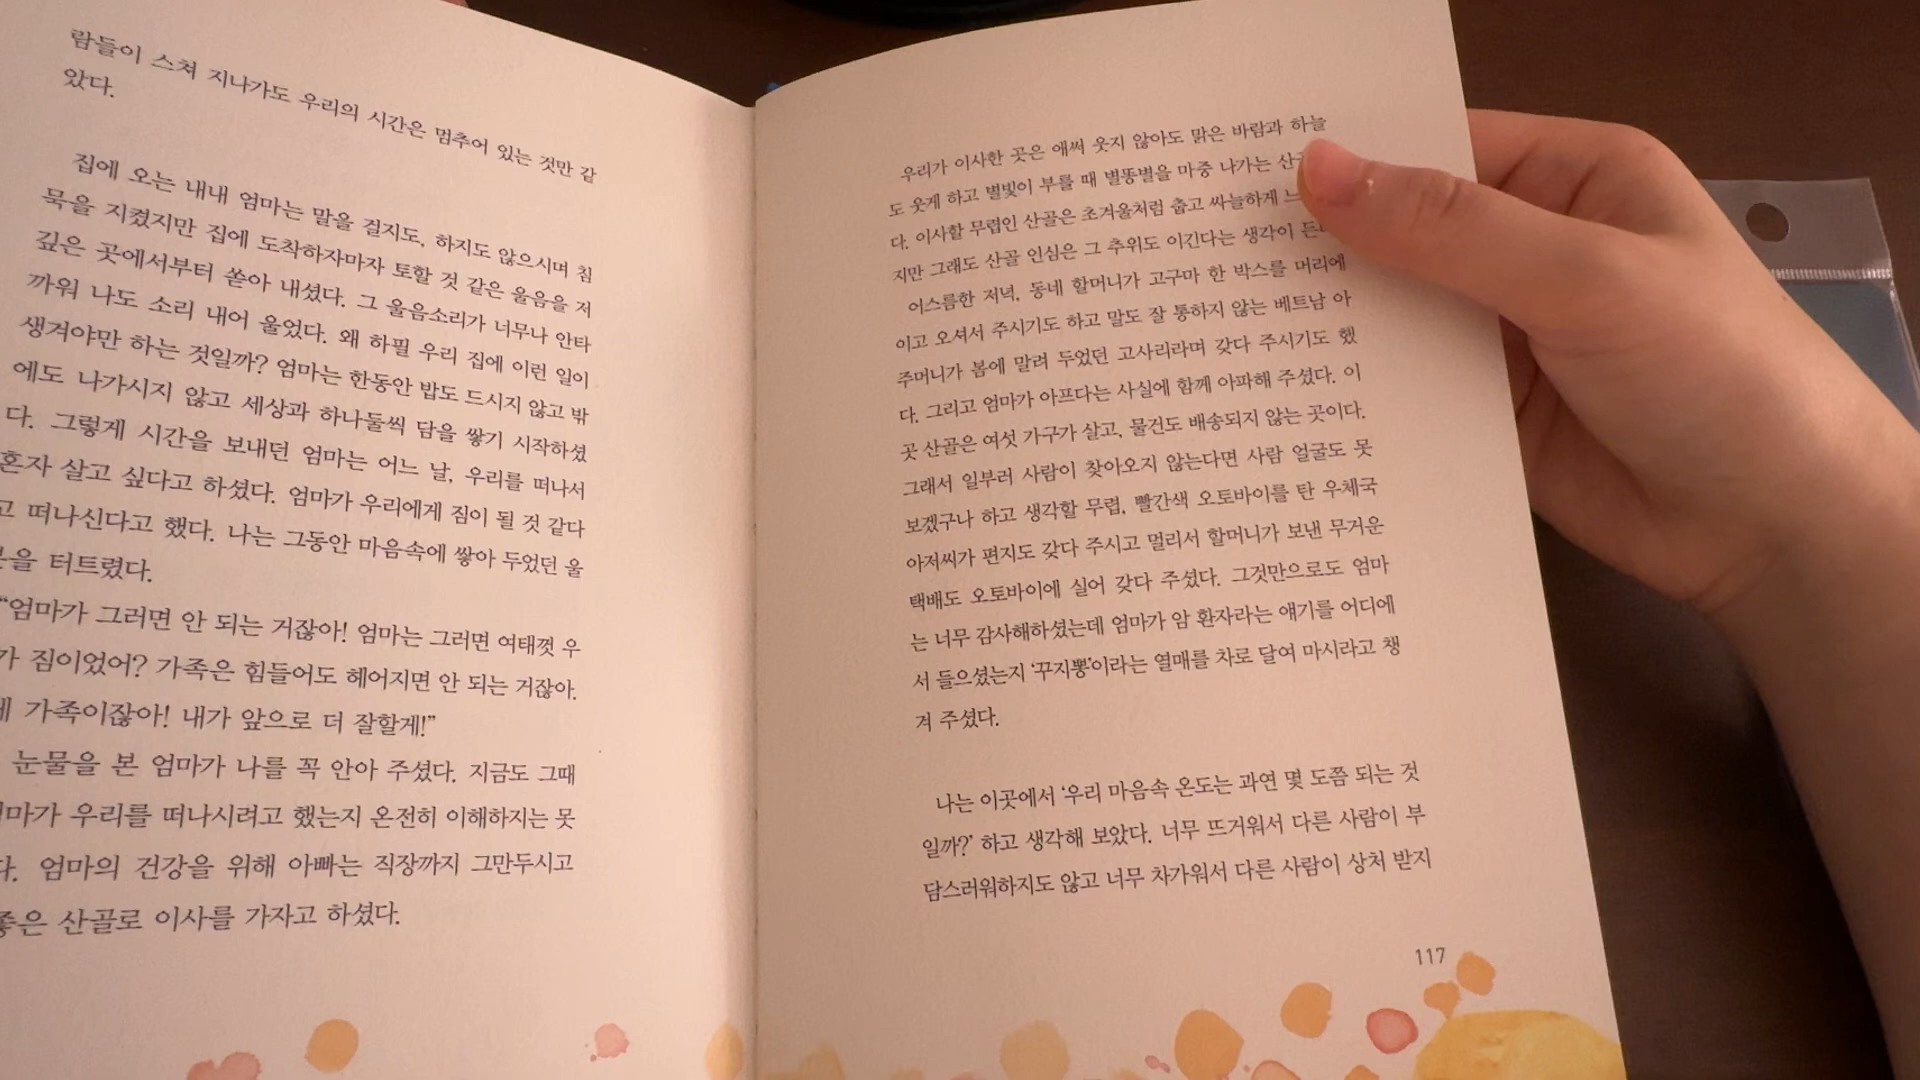 람들이 스쳐 지나가도 우리의 시간은 멈추어 있는 것만 같
았다.
집에 오는 내내 엄마는 말을 걸지도, 하지도 않으시며 침
묵을 지켰지만 집에 도착하자마자 토할 것 같은 울음을 저
깊은 곳에서부터 쏟아 내셨다. 그 울음소리가 너무나 안타
까워 나도 소리 내어 울었다. 왜 하필 우리 집에 이런 일이
생겨야만 하는 것일까? 엄마는 한동안 밥도 드시지 않고 밖
에도 나가시지 않고 세상과 하나둘씩 담을 쌓기 시작하셨
다. 그렇게 시간을 보내던 엄마는 어느 날, 우리를 떠나서
혼자 살고 싶다고 하셨다. 엄마가 우리에게 짐이 될 것 같다
고 떠나신다고 했다. 나는 그동안 마음속에 쌓아 두었던 울
을 터트렸다.
“엄마가 그러면 안 되는 거잖아! 엄마는 그러면 여태껏 우
가 짐이었어? 가족은 힘들어도 헤어지면 안 되는 거잖아.
가족이잖아! 내가 앞으로 더 잘할게!”
눈물을 본 엄마가 나를 꼭 안아 주셨다. 지금도 그때
엄마가 우리를 떠나시려고 했는지 온전히 이해하지는 못
다. 엄마의 건강을 위해 아빠는 직장까지 그만두시고
좋은 산골로 이사를 가자고 하셨다.
우리가 이사한 곳은 애써 웃지 않아도 맑은 바람과 하늘
도 웃게 하고 별빛이 부를 때 별똥별을 마중 나가는
다. 이사할 무렵인 산골은 초겨울처럼 춥고 싸늘하게
지만 그래도 산골 인심은 그 추위도 이긴다는 생각이
어스름한 저녁, 동네 할머니가 고구마 한 박스를 머리에
이고 오셔서 주시기도 하고 말도 잘 통하지 않는 베트남 아
주머니가 봄에 말려 두었던 고사리라며 갖다 주시기도 했
다. 그리고 엄마가 아프다는 사실에 함께 아파해 주셨다. 이
곳 산골은 여섯 가구가 살고, 물건도 배송되지 않는 곳이다.
그래서 일부러 사람이 찾아오지 않는다면 사람 얼굴도 못
보겠구나 하고 생각할 무렵, 빨간색 오토바이를 탄 우체국
아저씨가 편지도 갖다 주시고 멀리서 할머니가 보낸 무거운
택배도 오토바이에 실어 갖다 주셨다. 그것만으로도 엄마
는 너무 감사해하셨는데 엄마가 암 환자라는 얘기를 어디에
서 들으셨는지 ‘꾸지뽕’이라는 열매를 차로 달여 마시라고 챙
겨 주셨다.
나는 이곳에서 ‘우리 마음속 온도는 과연 몇 도쯤 되는 것
일까?’ 하고 생각해 보았다. 너무 뜨거워서 다른 사람이 부
담스러워하지도 않고 너무 차가워서 다른 사람이 상처 받지
117